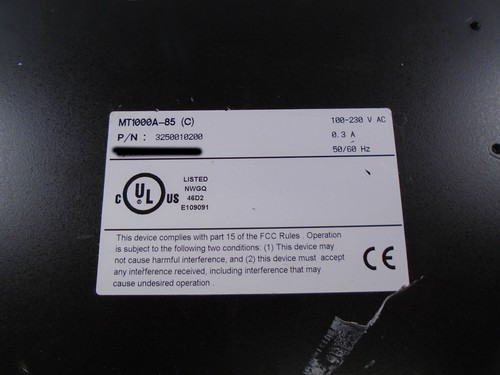 MT1000A-85 (C)
100-230 V AC
P/N : 3250010200
0.3 A
50/60 Hz
C UL US
LISTED
NWGQ
46D2
E109091
This device complies with part 15 of the FCC Rules . Operation
is subject to the following two conditions: (1) This device may
not cause harmful interference, and (2) this device must accept
any interference received, including interference that may
cause undesired operation .
CE